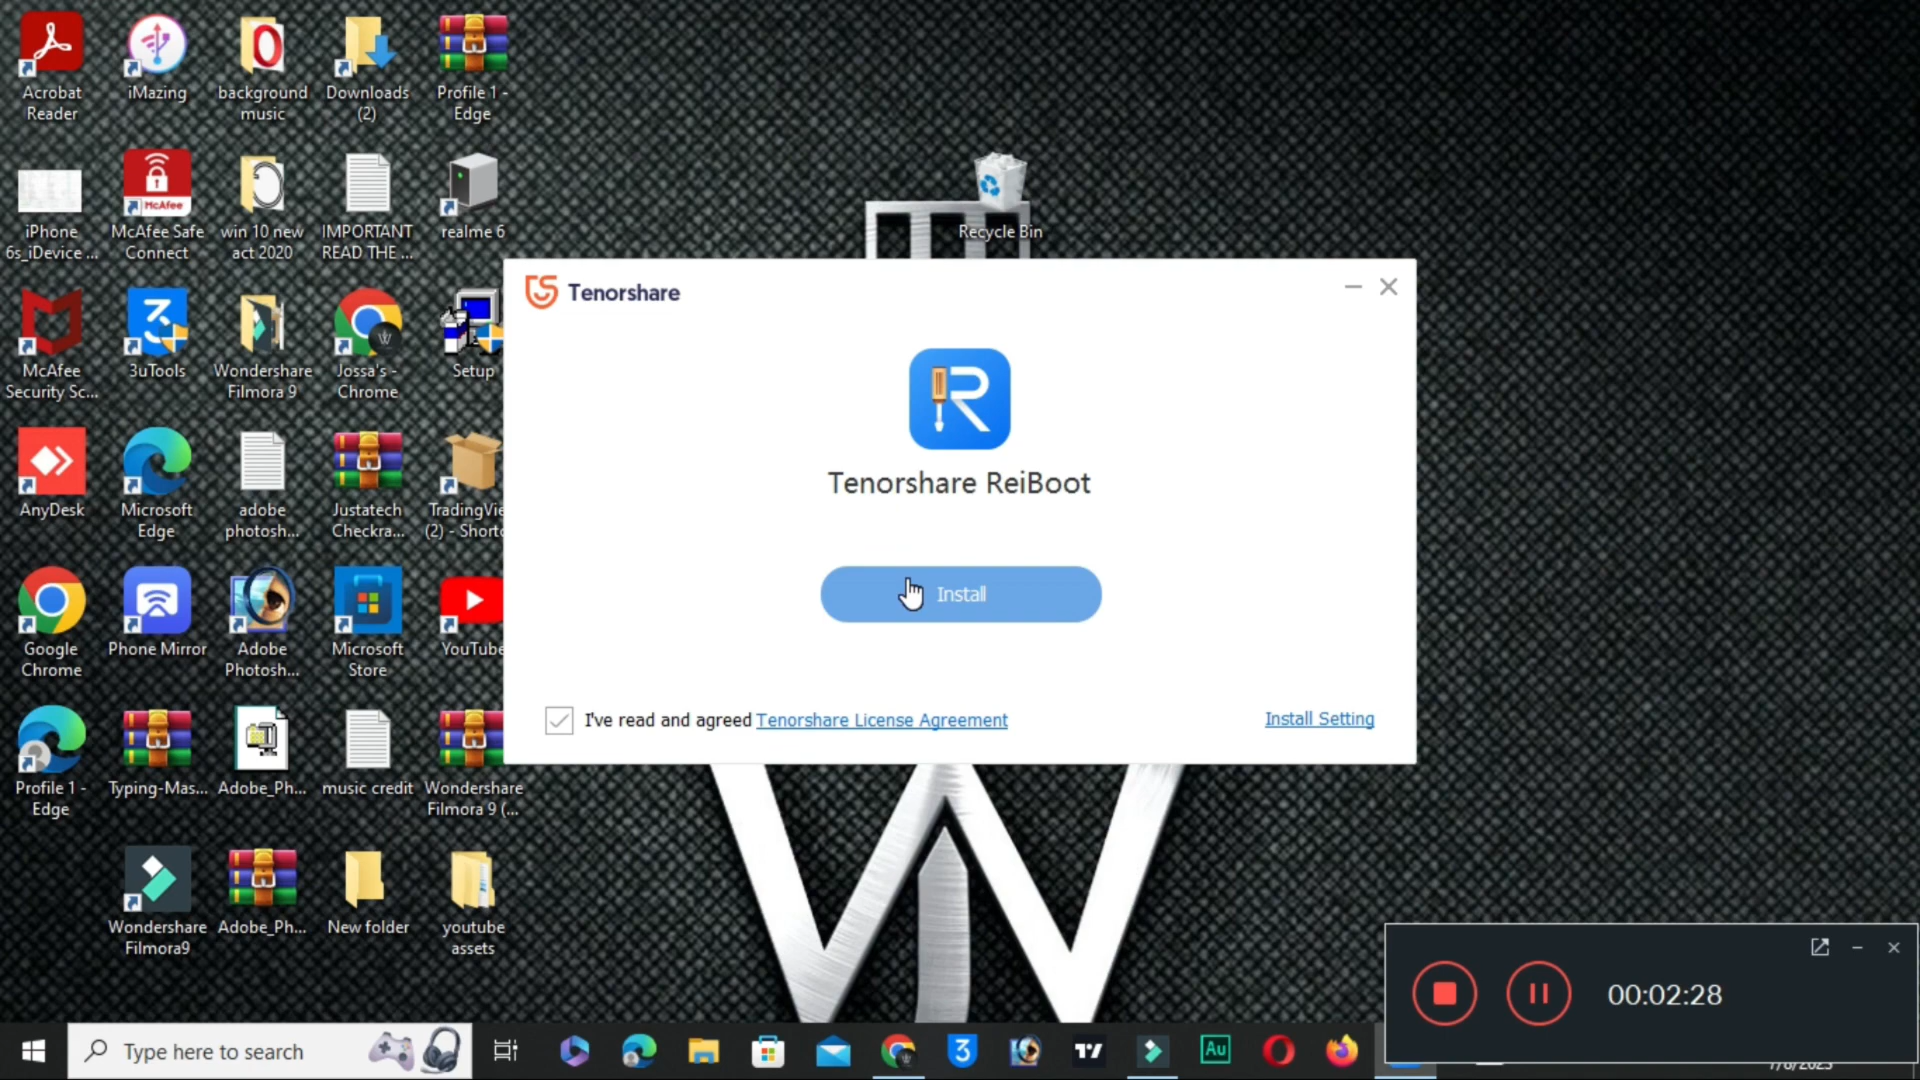 Acrobat
Reader
iMazing
background
music
Downloads
(2)
Profile 1 -
Edge
iPhone
6s_iDevice ...
McAfee
McAfee Safe
Connect
win 10 new
act 2020
IMPORTANT
READ THE ...
realme 6
Recycle Bin
McAfee
Security Sc...
3uTools
Wondershare
Filmora 9
Jossa's -
Chrome
Setup
AnyDesk
Microsoft
Edge
adobe
photosh...
Justatech
Checkra...
TradingVie
(2) - Shortc
Google
Chrome
Phone Mirror
Adobe
Photosh...
Microsoft
Store
YouTube
Profile 1 -
Edge
Typing-Mas...
Adobe_Ph...
music credit
Wondershare
Filmora 9 (...
Wondershare
Filmora9
Adobe_Ph...
New folder
youtube
assets
Tenorshare
R
Tenorshare ReiBoot
Install
I've read and agreed Tenorshare License Agreement
Install Setting
W
00:02:28
Type here to search
3
Au